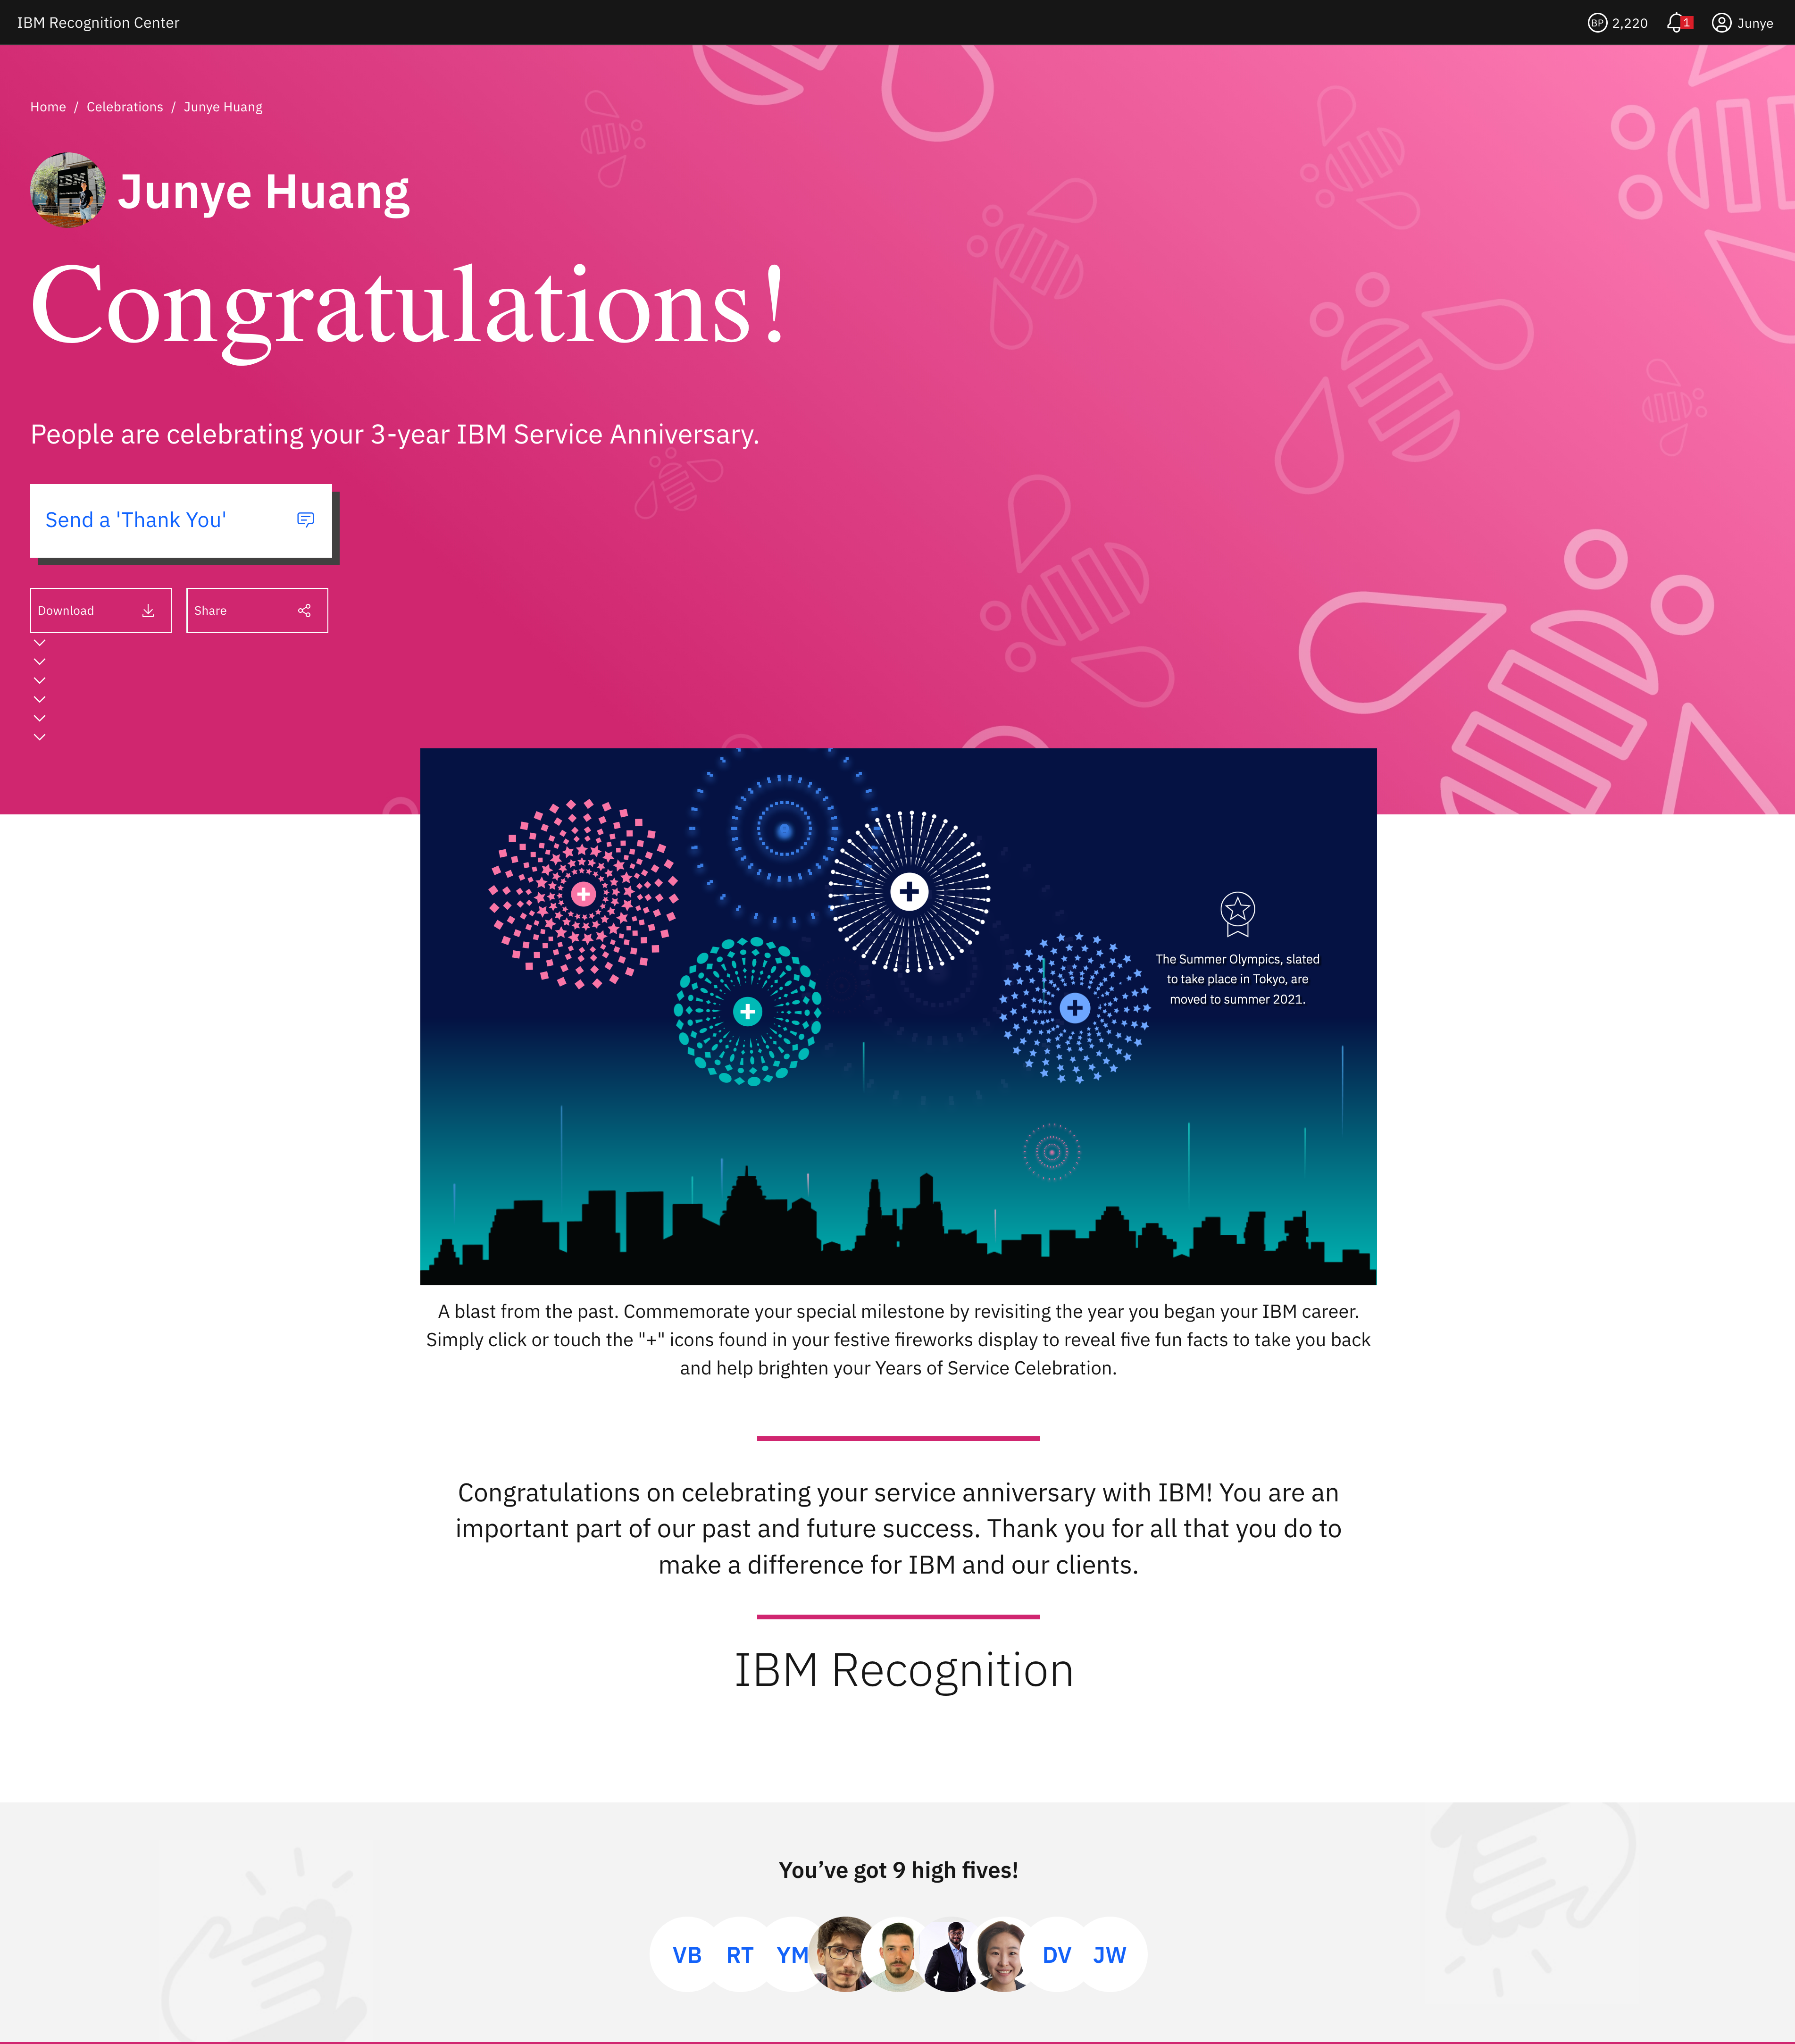 IBM Recognition Center
BP 2,220
1
Junye
Home / Celebrations / Junye Huang
IBM
Junye Huang
Congratulations!
People are celebrating your 3-year IBM Service Anniversary.
Send a 'Thank You'
Download
Share
The Summer Olympics, slated
to take place in Tokyo, are
moved to summer 2021.
A blast from the past. Commemorate your special milestone by revisiting the year you began your IBM career.
Simply click or touch the "+" icons found in your festive fireworks display to reveal five fun facts to take you back
and help brighten your Years of Service Celebration.
Congratulations on celebrating your service anniversary with IBM! You are an
important part of our past and future success. Thank you for all that you do to
make a difference for IBM and our clients.
IBM Recognition
You’ve got 9 high fives!
VB RT YM DV JW